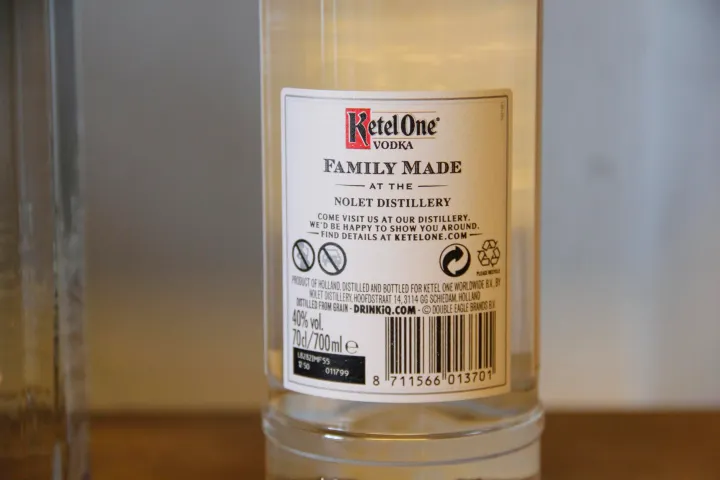 Ketel One®
VODKA
FAMILY MADE
AT THE
NOLET DISTILLERY
COME VISIT US AT OUR DISTILLERY.
WE'D BE HAPPY TO SHOW YOU AROUND.
FIND DETAILS AT KETELONE.COM
PLEASE RECYCLE
PRODUCT OF HOLLAND. DISTILLED AND BOTTLED FOR KETEL ONE WORLDWIDE B.V., BY
NOLET DISTILLERY, HOOFDSTRAAT 14, 3114 GG SCHIEDAM, HOLLAND
DISTILLED FROM GRAIN - DRINKiQ.COM - © DOUBLE EAGLE BRANDS B.V.
40% vol.
70cl/700ml e
011799
8 711566 013701